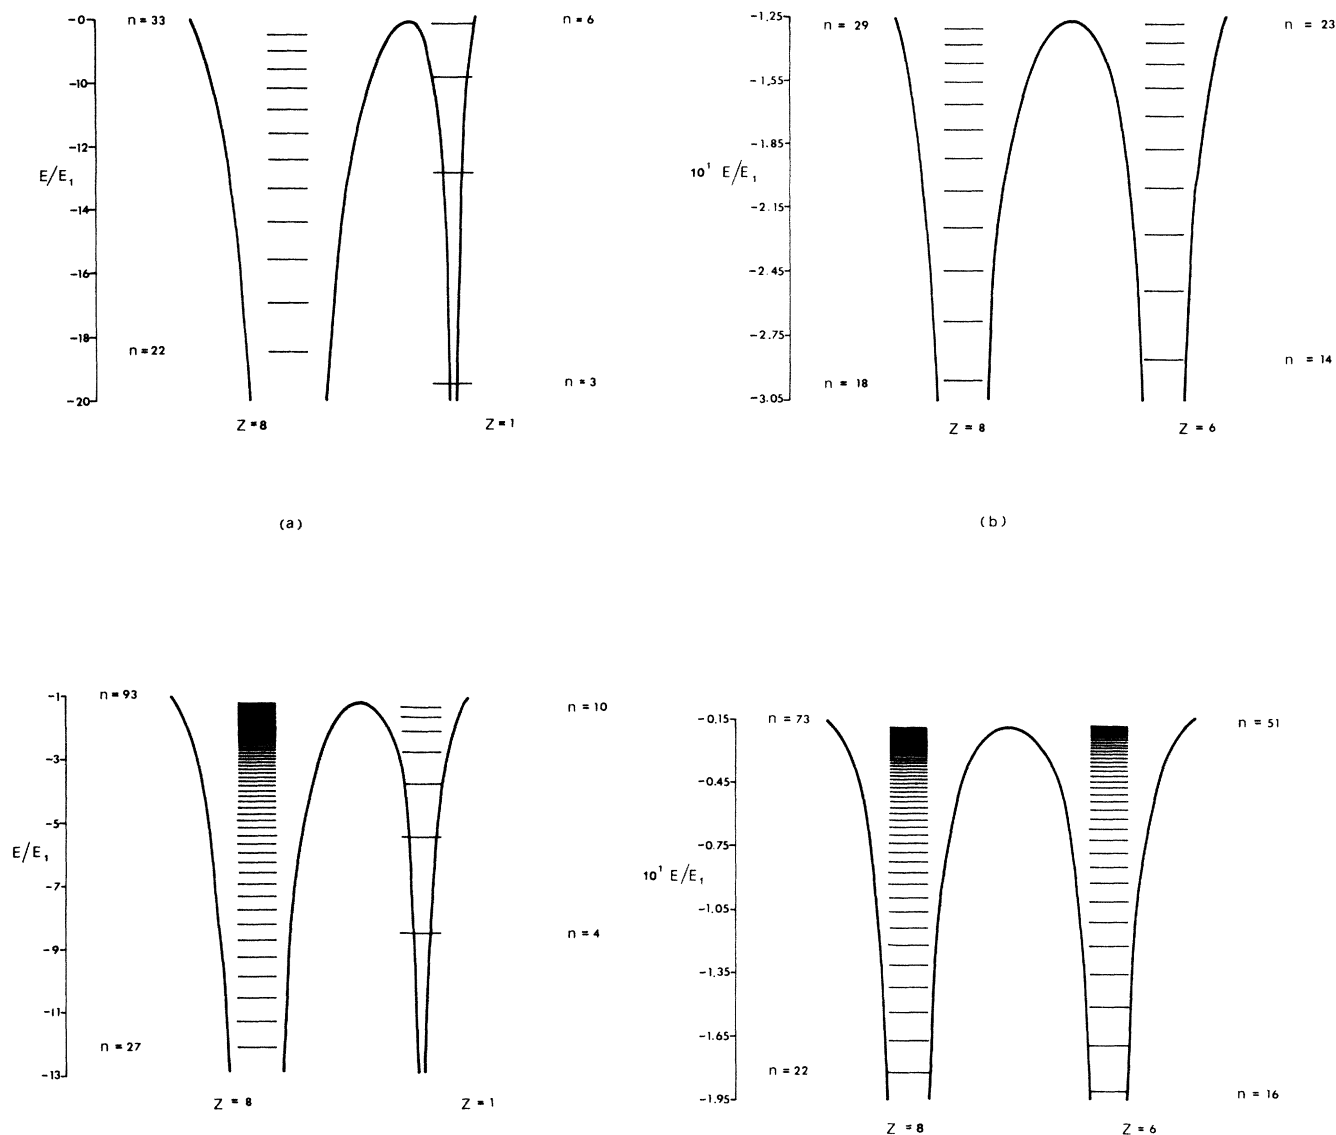 -0 n = 33 n = 6
-10
-12
E/E₁
-14
-16
-18 n = 22
-20 n = 3
Z = 8 Z = 1
(a)
-1.25 n = 29 n = 23
-1.55
-1.85
10¹ E/E₁
-2.15
-2.45
-2.75 n = 14
-3.05 n = 18
Z = 8 Z = 6
(b)
-1 n = 93 n = 10
-3
-5
E/E₁
-7
-9 n = 4
-11
n = 27
-13
Z = 8 Z = 1
-0.15 n = 73 n = 51
-0.45
-0.75
10¹ E/E₁
-1.05
-1.35
-1.65
n = 22
-1.95 n = 16
Z = 8 Z = 6